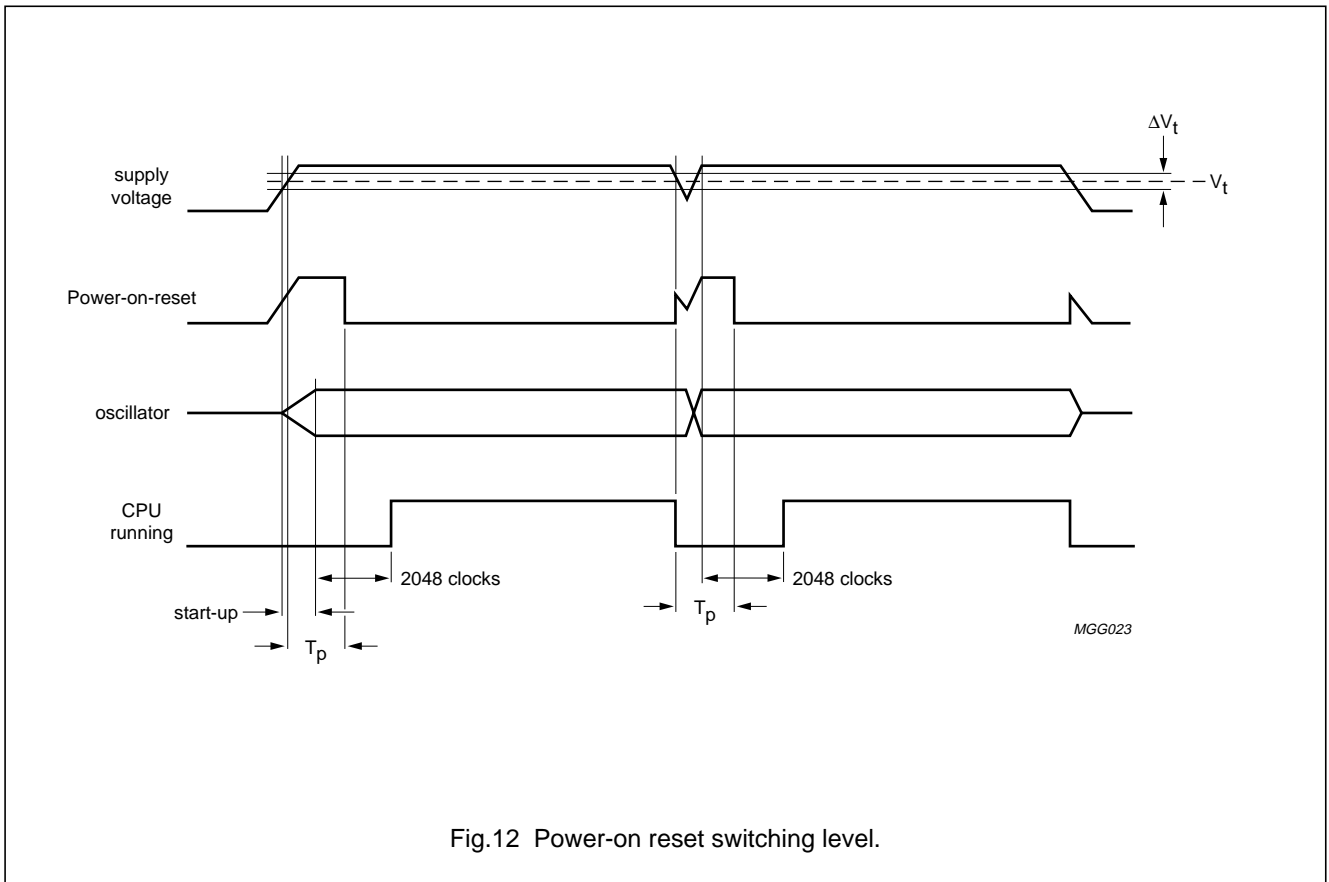 ΔVt
supply
voltage
Vt
Power-on-reset
oscillator
CPU
running
2048 clocks
2048 clocks
start-up
Tp
MGG023
Tp
Fig.12 Power-on reset switching level.